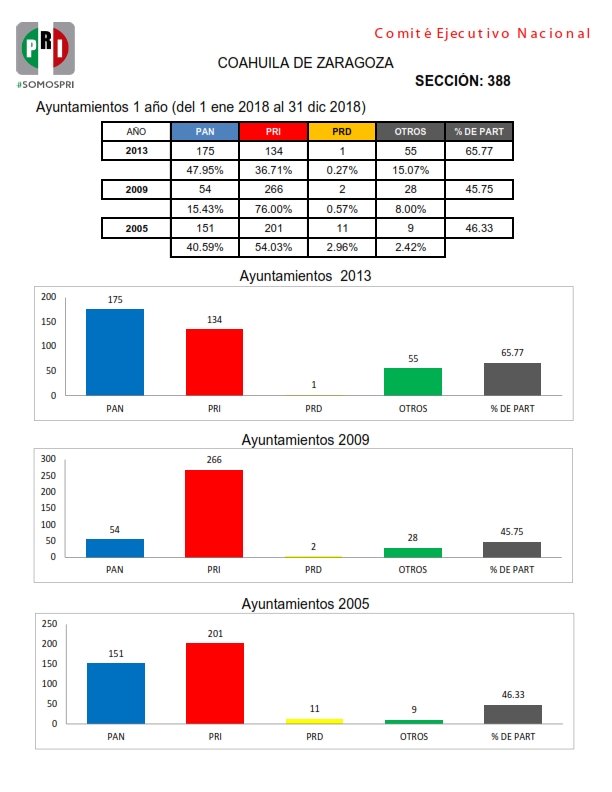 Comité Ejecutivo Nacional
PRI
#SOMOSPRI
COAHUILA DE ZARAGOZA
SECCIÓN: 388
Ayuntamientos 1 año (del 1 ene 2018 al 31 dic 2018)
AÑO PAN PRI PRD OTROS % DE PART
2013 175 134 1 55 65.77
47.95% 36.71% 0.27% 15.07%
2009 54 266 2 28 45.75
15.43% 76.00% 0.57% 8.00%
2005 151 201 11 9 46.33
40.59% 54.03% 2.96% 2.42%
Ayuntamientos 2013
200
150
100
50
0
175 134 1 55 65.77
PAN PRI PRD OTROS % DE PART
Ayuntamientos 2009
300
250
200
150
100
50
0
54 266 2 28 45.75
PAN PRI PRD OTROS % DE PART
Ayuntamientos 2005
250
200
150
100
50
0
151 201 11 9 46.33
PAN PRI PRD OTROS % DE PART